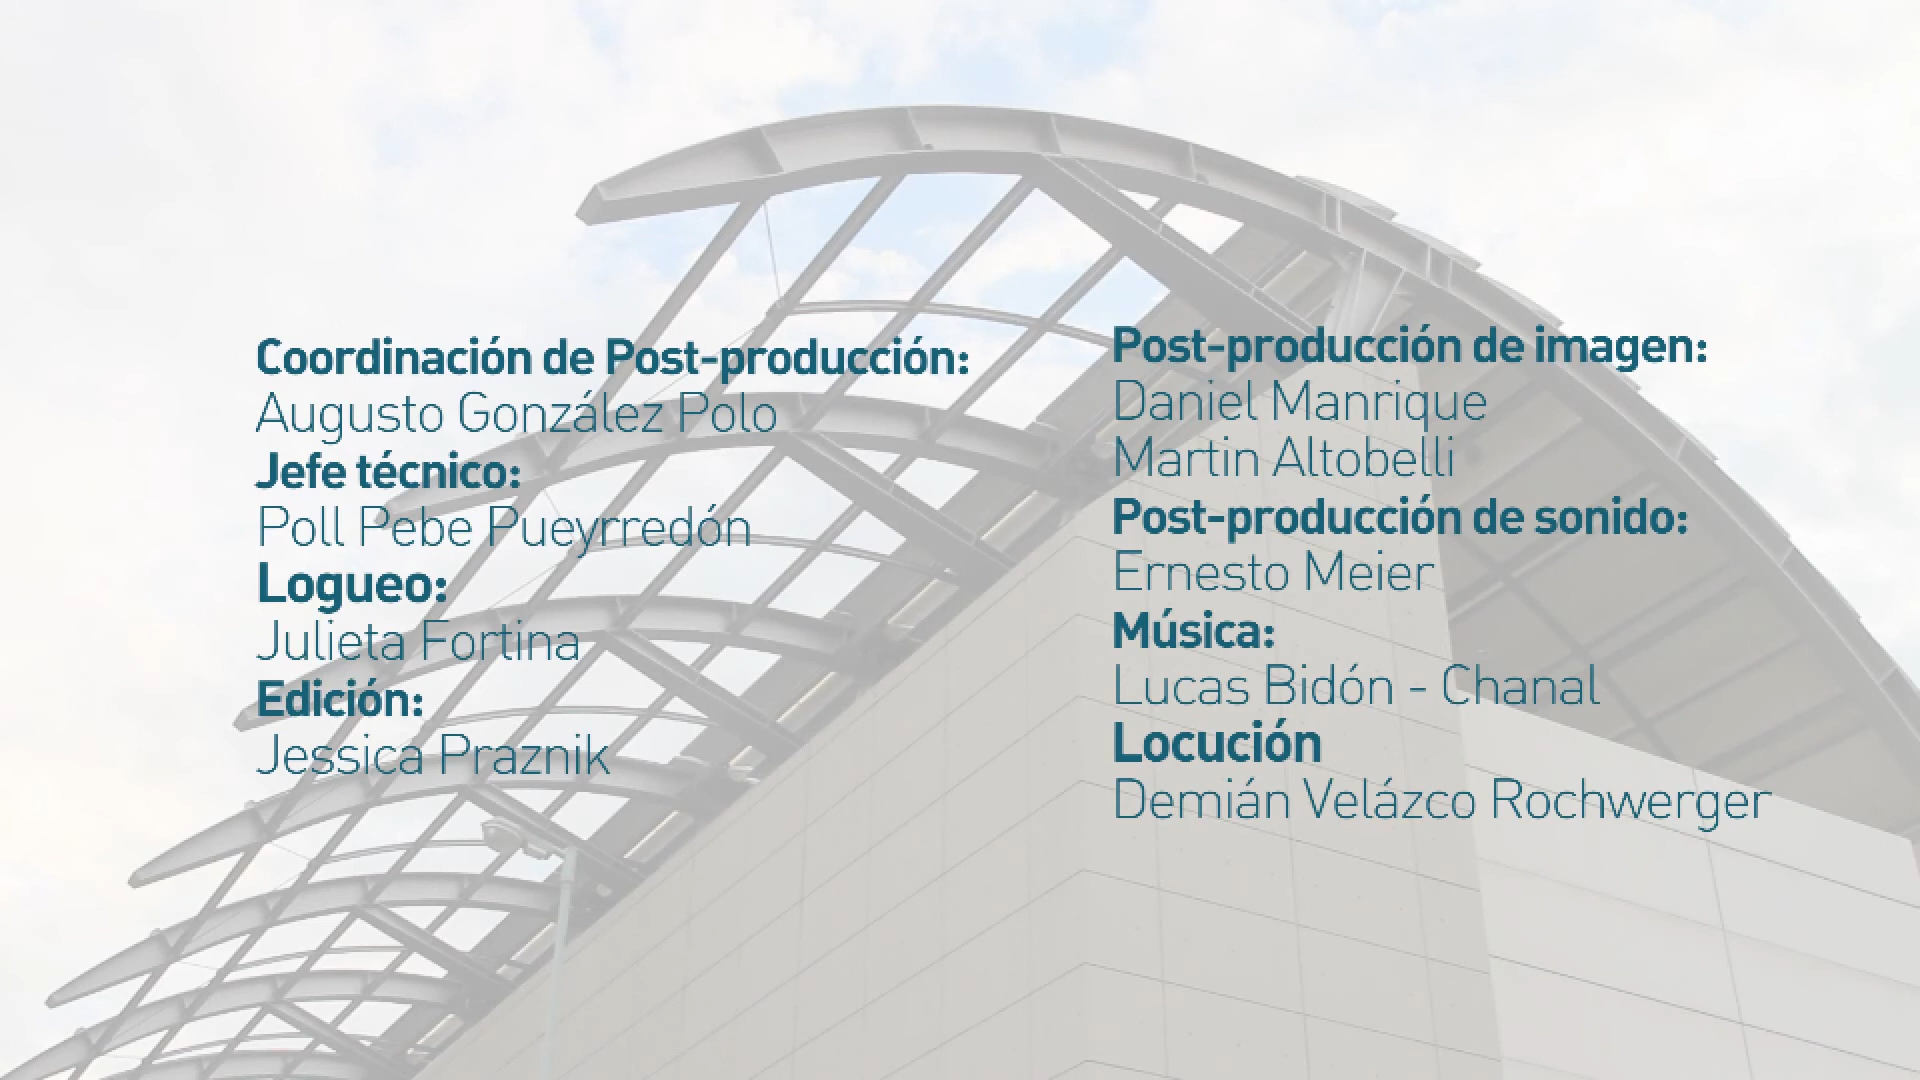 Coordinación de Post-producción:
Augusto González Polo
Jefe técnico:
Poll Pebe Pueyrredón
Logueo:
Julieta Fortina
Edición:
Jessica Praznik
Post-producción de imagen:
Daniel Manrique
Martin Altobelli
Post-producción de sonido:
Ernesto Meier
Música:
Lucas Bidón - Chanal
Locución
Demián Velázco Rochwerger